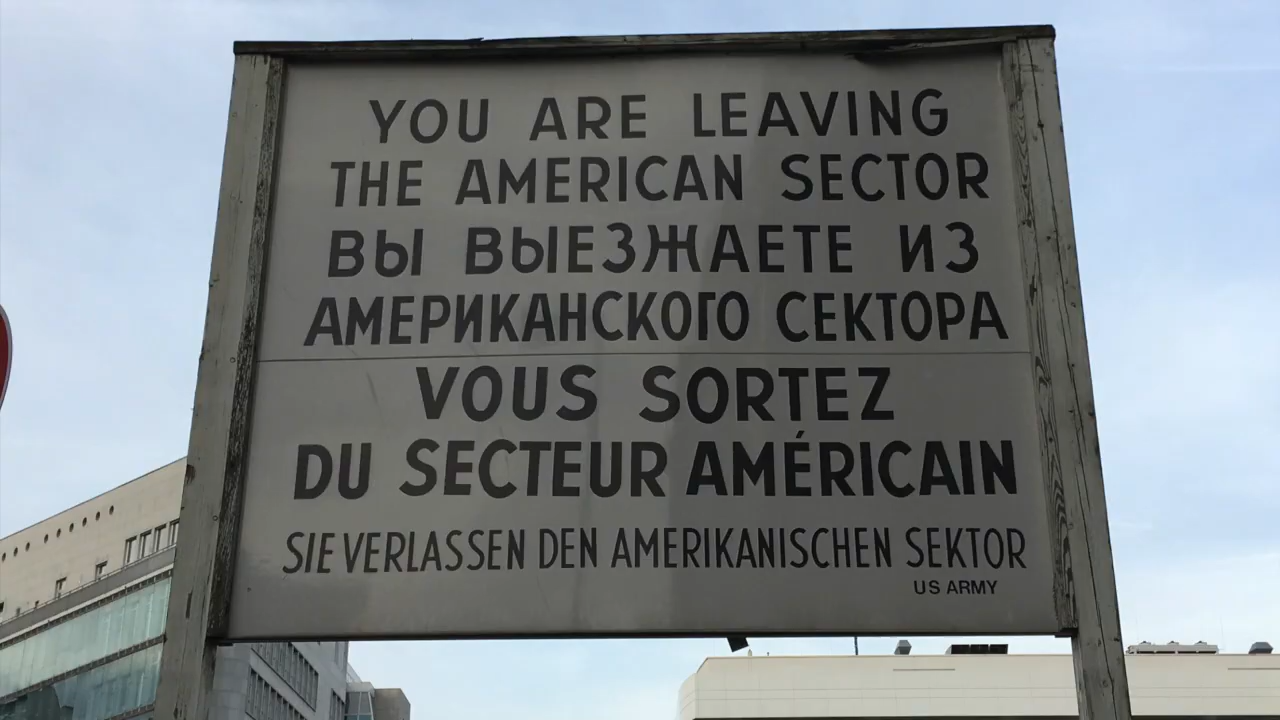 YOU ARE LEAVING
THE AMERICAN SECTOR
ВЫ ВЫЕЗЖАЕТЕ ИЗ
АМЕРИКАНСКОГО СЕКТОРА
VOUS SORTEZ
DU SECTEUR AMÉRICAIN
SIE VERLASSEN DEN AMERIKANISCHEN SEKTOR
US ARMY